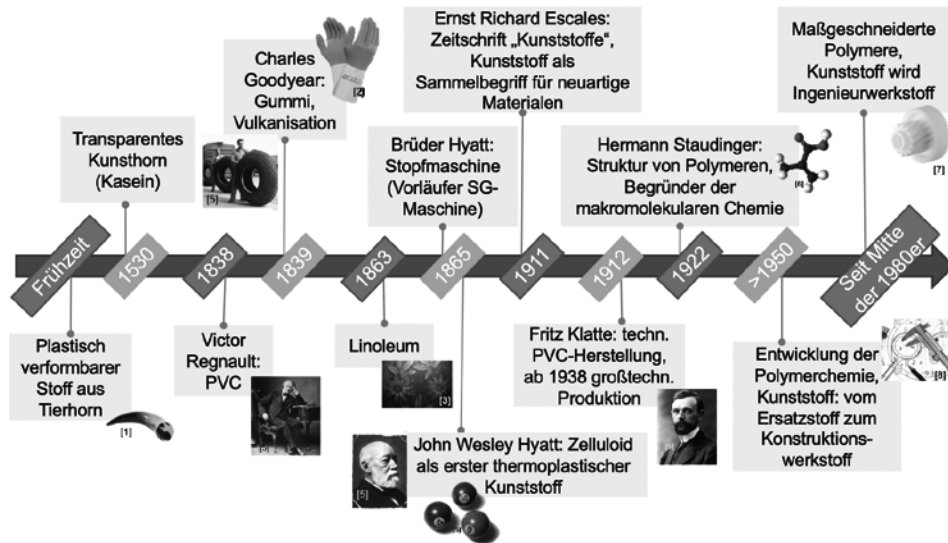 Ernst Richard Escales:
Zeitschrift „Kunststoffe“,
Kunststoff als
Sammelbegriff für neuartige
Materialen
Maßgeschneiderte
Polymere,
Kunststoff wird
Ingenieurwerkstoff
[7]
Charles
Goodyear:
Gummi,
Vulkanisation
[2]
Transparentes
Kunsthorn
(Kasein)
[5]
Brüder Hyatt:
Stopfmaschine
(Vorläufer SG-
Maschine)
Hermann Staudinger:
Struktur von Polymeren,
Begründer der
makromolekularen Chemie
[6]
Frühzeit
1530
1838
1839
1863
1865
1911
1912
1922
>1950
Seit Mitte
der 1980er
Plastisch
verformbarer
Stoff aus
Tierhorn
[1]
Victor
Regnault:
PVC
[5]
Linoleum
[3]
Fritz Klatte: techn.
PVC-Herstellung,
ab 1938 großtechn.
Produktion
Entwicklung der
Polymerchemie,
Kunststoff: vom
Ersatzstoff zum
Konstruktions-
werkstoff
[8]
John Wesley Hyatt: Zelluloid
als erster thermoplastischer
Kunststoff
[5]